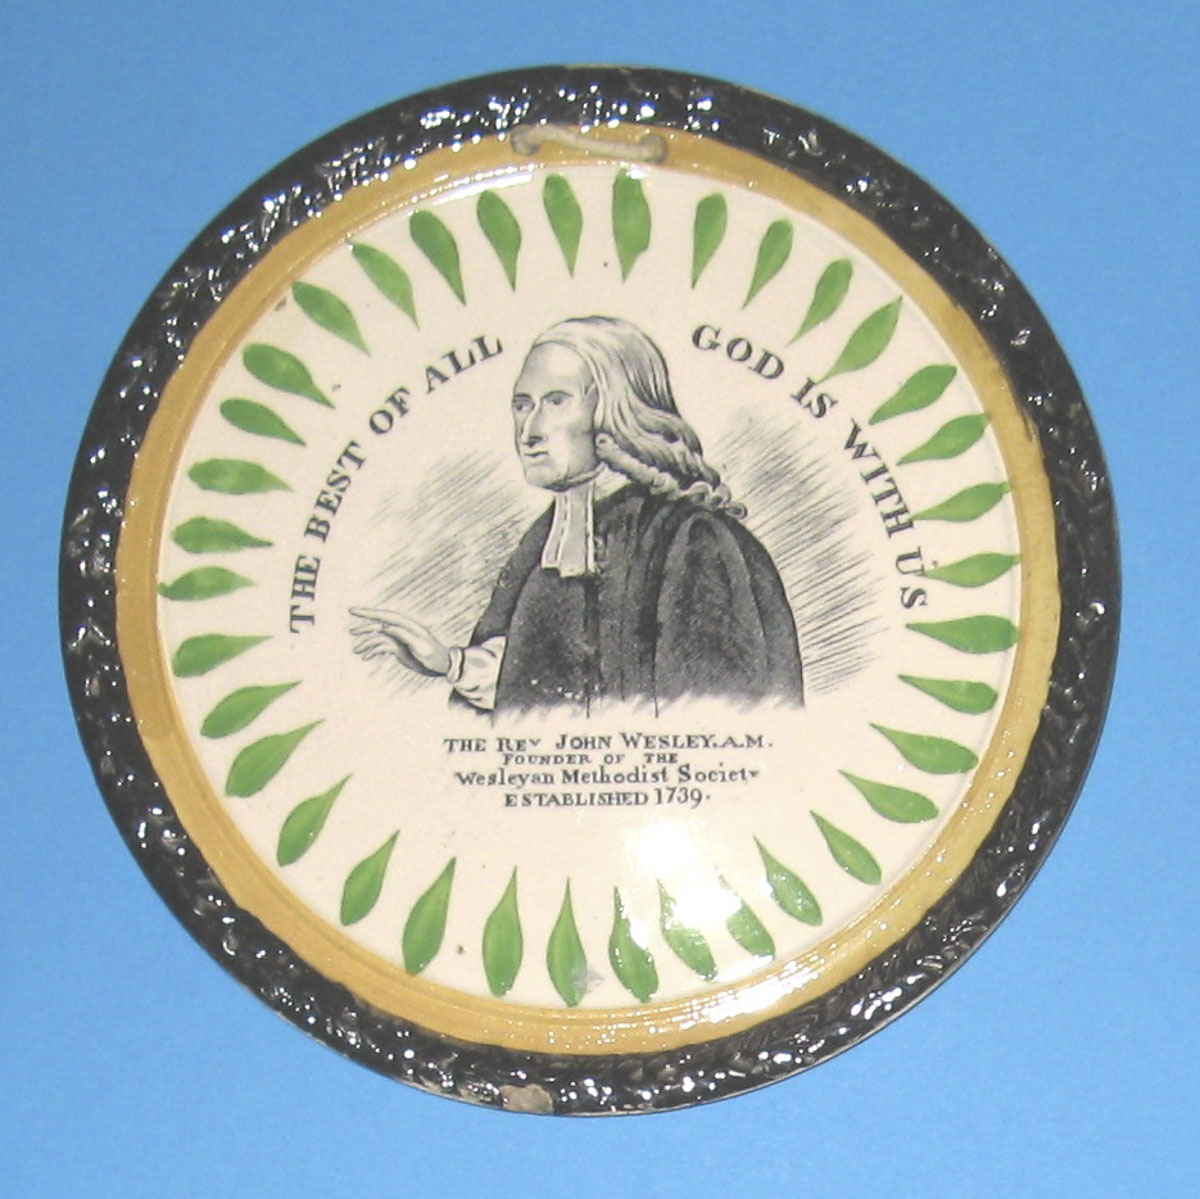 THE BEST OF ALL GOD IS WITH US
THE REV JOHN WESLEY. A.M.
FOUNDER OF THE
Wesleyan Methodist Society
ESTABLISHED 1739.